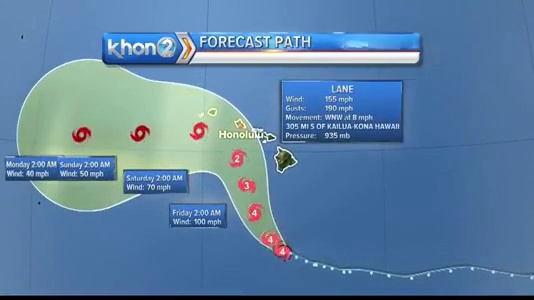 khon2
FORECAST PATH
LANE
Wind: 155 mph
Gusts: 190 mph
Movement: WNW at 8 mph
305 MI S OF KAILUA-KONA HAWAII
Pressure: 935 mb
Honolulu
2
3
4
4
4
Monday 2:00 AM
Wind: 40 mph
Sunday 2:00 AM
Wind: 50 mph
Saturday 2:00 AM
Wind: 70 mph
Friday 2:00 AM
Wind: 100 mph